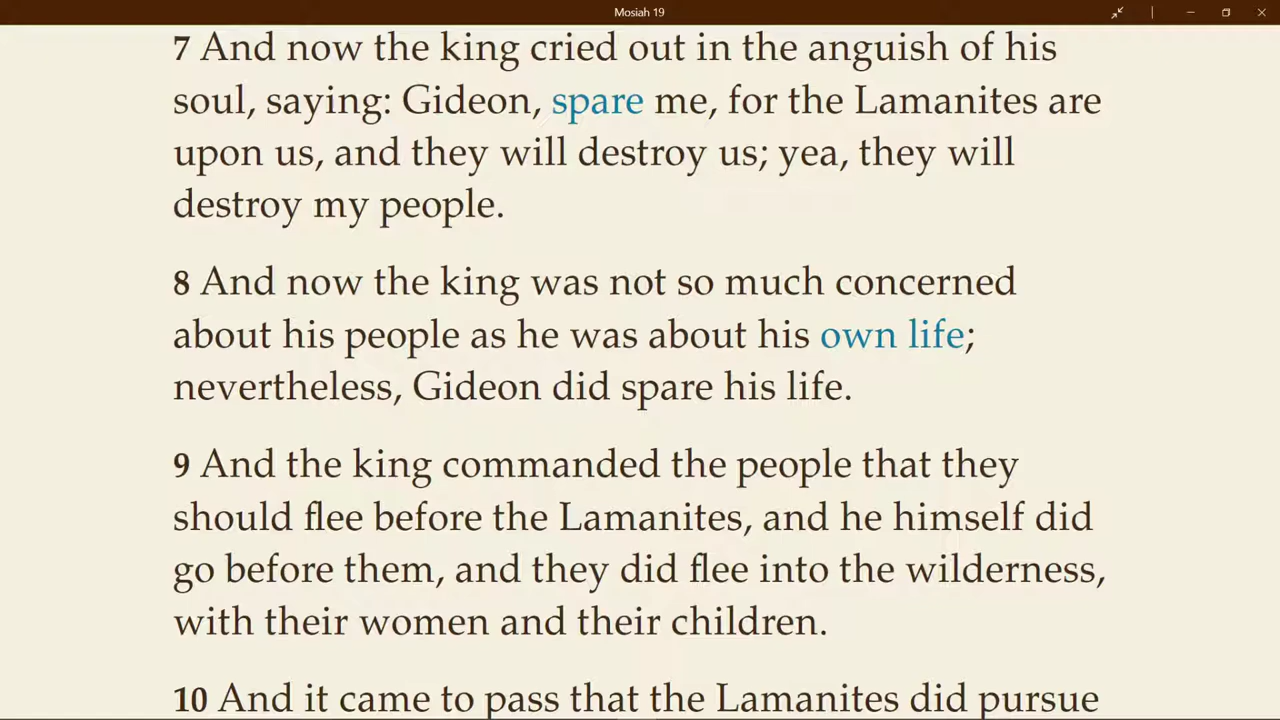 Mosiah 19
7 And now the king cried out in the anguish of his
soul, saying: Gideon, spare me, for the Lamanites are
upon us, and they will destroy us; yea, they will
destroy my people.
8 And now the king was not so much concerned
about his people as he was about his own life;
nevertheless, Gideon did spare his life.
9 And the king commanded the people that they
should flee before the Lamanites, and he himself did
go before them, and they did flee into the wilderness,
with their women and their children.
10 And it came to pass that the Lamanites did pursue